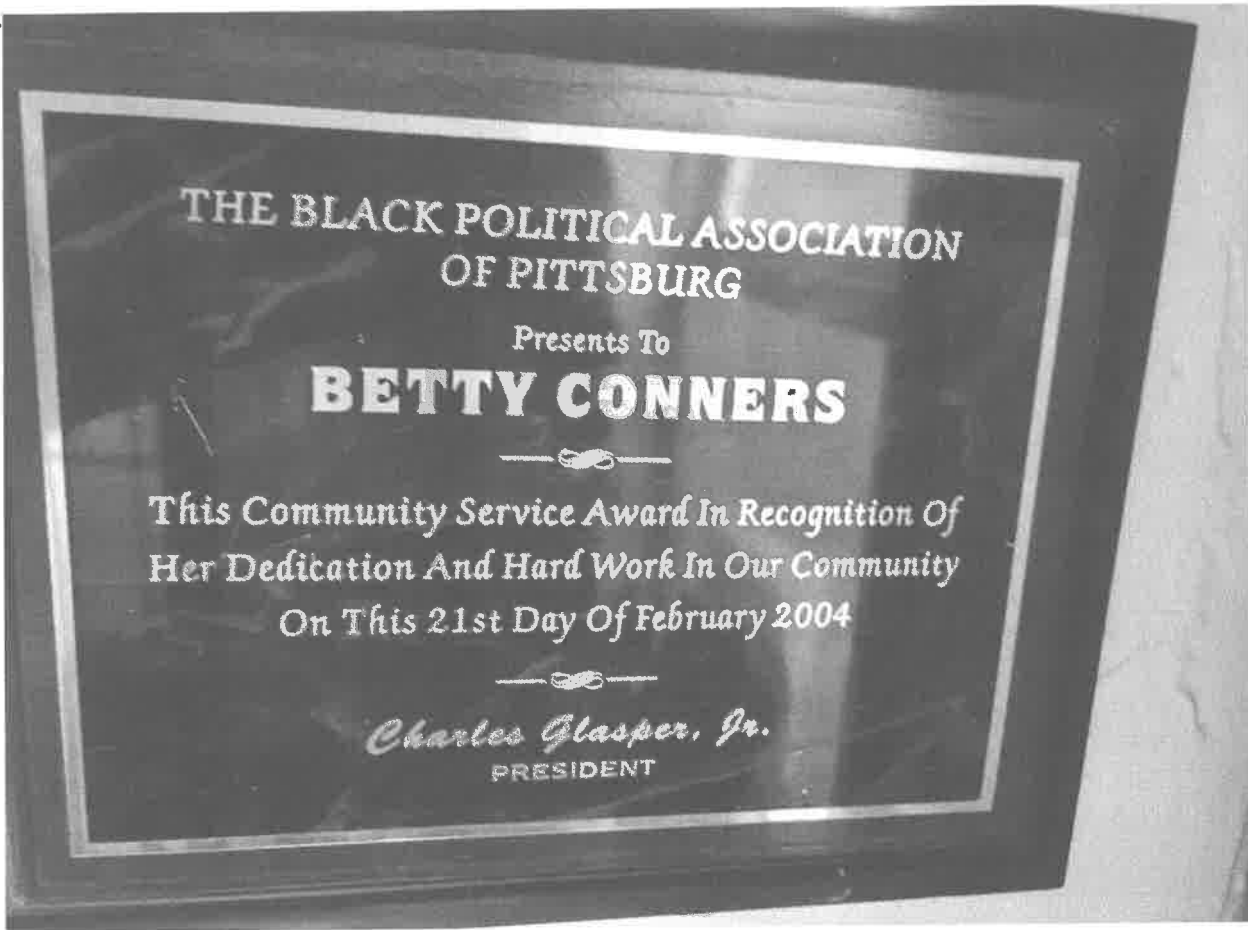 THE BLACK POLITICAL ASSOCIATION
OF PITTSBURG
Presents To
BETTY CONNERS
This Community Service Award In Recognition Of
Her Dedication And Hard Work In Our Community
On This 21st Day Of February 2004
Charles Glasper, Jr.
PRESIDENT